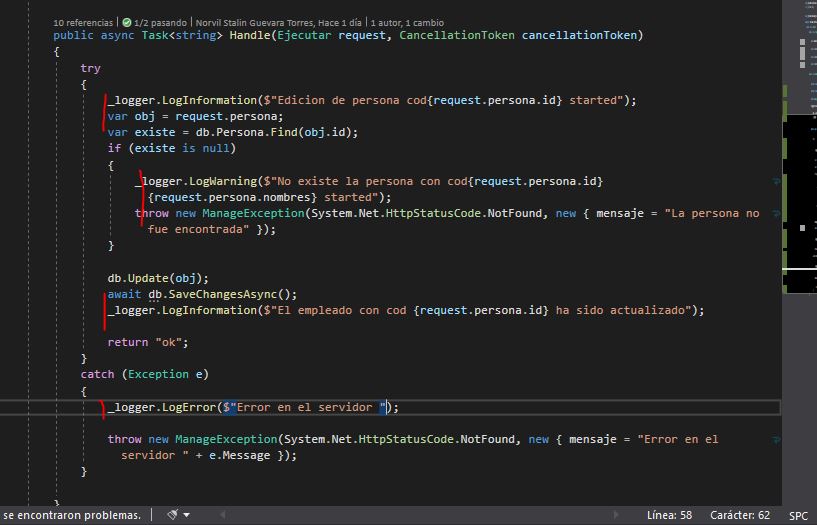 10 referencias | 1/2 pasando | Norvil Stalin Guevara Torres, Hace 1 día | 1 autor, 1 cambio
public async Task<string> Handle(Ejecutar request, CancellationToken cancellationToken)
{
try
{
_logger.LogInformation($"Edicion de persona cod{request.persona.id} started");
var obj = request.persona;
var existe = db.Persona.Find(obj.id);
if (existe is null)
{
_logger.LogWarning($"No existe la persona con cod{request.persona.id}
{request.persona.nombres} started");
throw new ManageException(System.Net.HttpStatusCode.NotFound, new { mensaje = "La persona no
fue encontrada" });
}
db.Update(obj);
await db.SaveChangesAsync();
_logger.LogInformation($"El empleado con cod {request.persona.id} ha sido actualizado");
return "ok";
}
catch (Exception e)
{
_logger.LogError($"Error en el servidor ");
throw new ManageException(System.Net.HttpStatusCode.NotFound, new { mensaje = "Error en el
servidor " + e.Message });
}
}
se encontraron problemas. Línea: 58 Carácter: 62 SPC